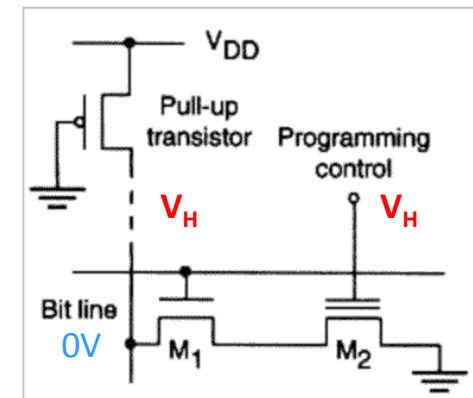 VDD
Pull-up
transistor
Programming
control
VH
VH
Bit line
0V
M1
M2